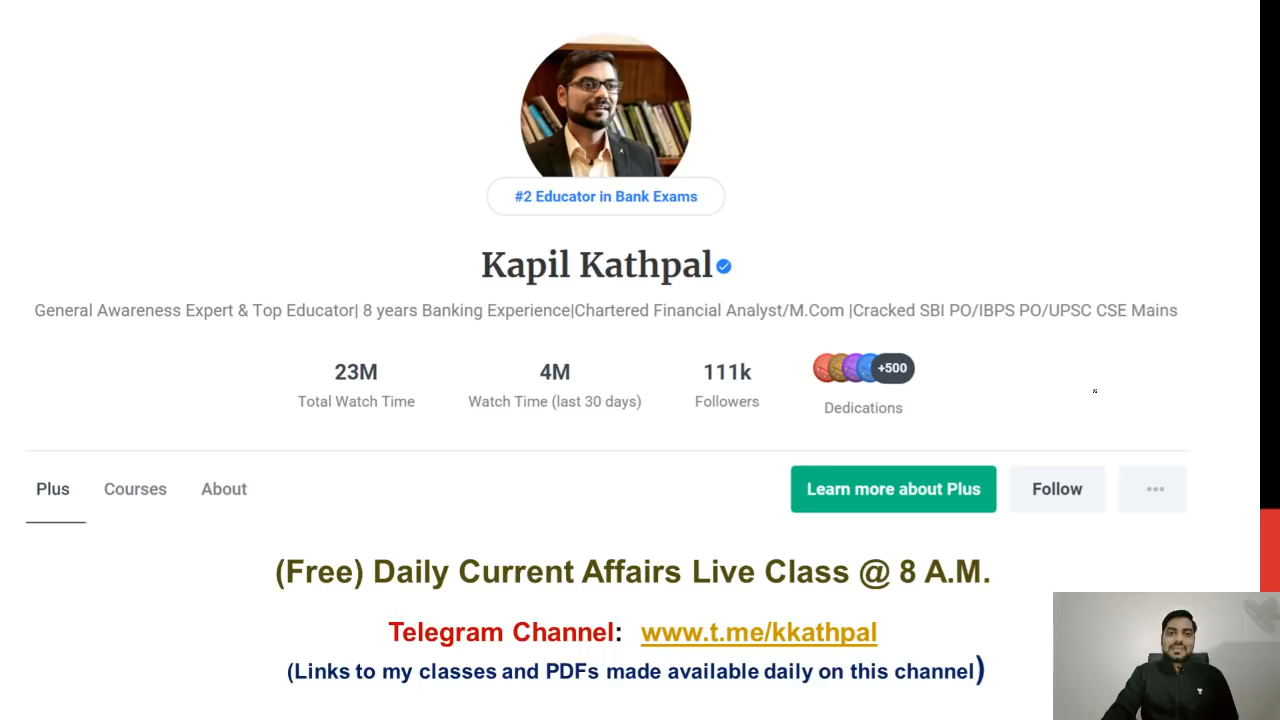 #2 Educator in Bank Exams
Kapil Kathpal
General Awareness Expert & Top Educator| 8 years Banking Experience|Chartered Financial Analyst/M.Com |Cracked SBI PO/IBPS PO/UPSC CSE Mains
23M 4M 111k +500
Total Watch Time Watch Time (last 30 days) Followers Dedications
Plus Courses About Learn more about Plus Follow ...
(Free) Daily Current Affairs Live Class @ 8 A.M.
Telegram Channel: www.t.me/kkathpal
(Links to my classes and PDFs made available daily on this channel)